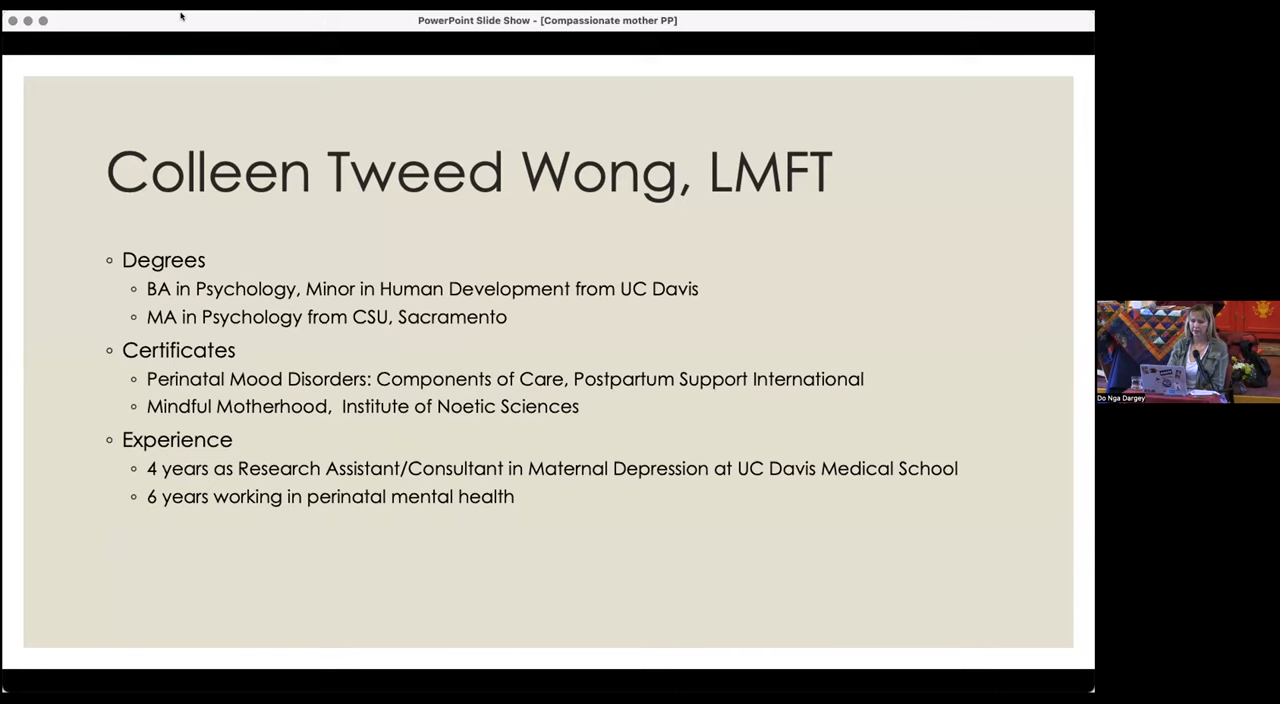 PowerPoint Slide Show - [Compassionate mother PP]
Colleen Tweed Wong, LMFT
Degrees
BA in Psychology, Minor in Human Development from UC Davis
MA in Psychology from CSU, Sacramento
Certificates
Perinatal Mood Disorders: Components of Care, Postpartum Support International
Mindful Motherhood, Institute of Noetic Sciences
Experience
4 years as Research Assistant/Consultant in Maternal Depression at UC Davis Medical School
6 years working in perinatal mental health
Do Nga Dargey